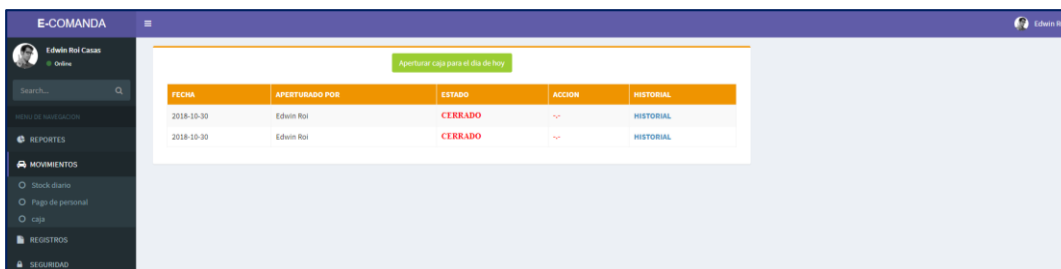 E-COMANDA
Edwin R
Edwin Roi Casas
Online
Search...
MENU DE NAVEGACION
REPORTES
MOVIMIENTOS
Stock diario
Pago de personal
caja
REGISTROS
SEGURIDAD
Aperturar caja para el día de hoy
FECHA APERTURADO POR ESTADO ACCION HISTORIAL
2018-10-30 Edwin Roi CERRADO -.- HISTORIAL
2018-10-30 Edwin Roi CERRADO -.- HISTORIAL